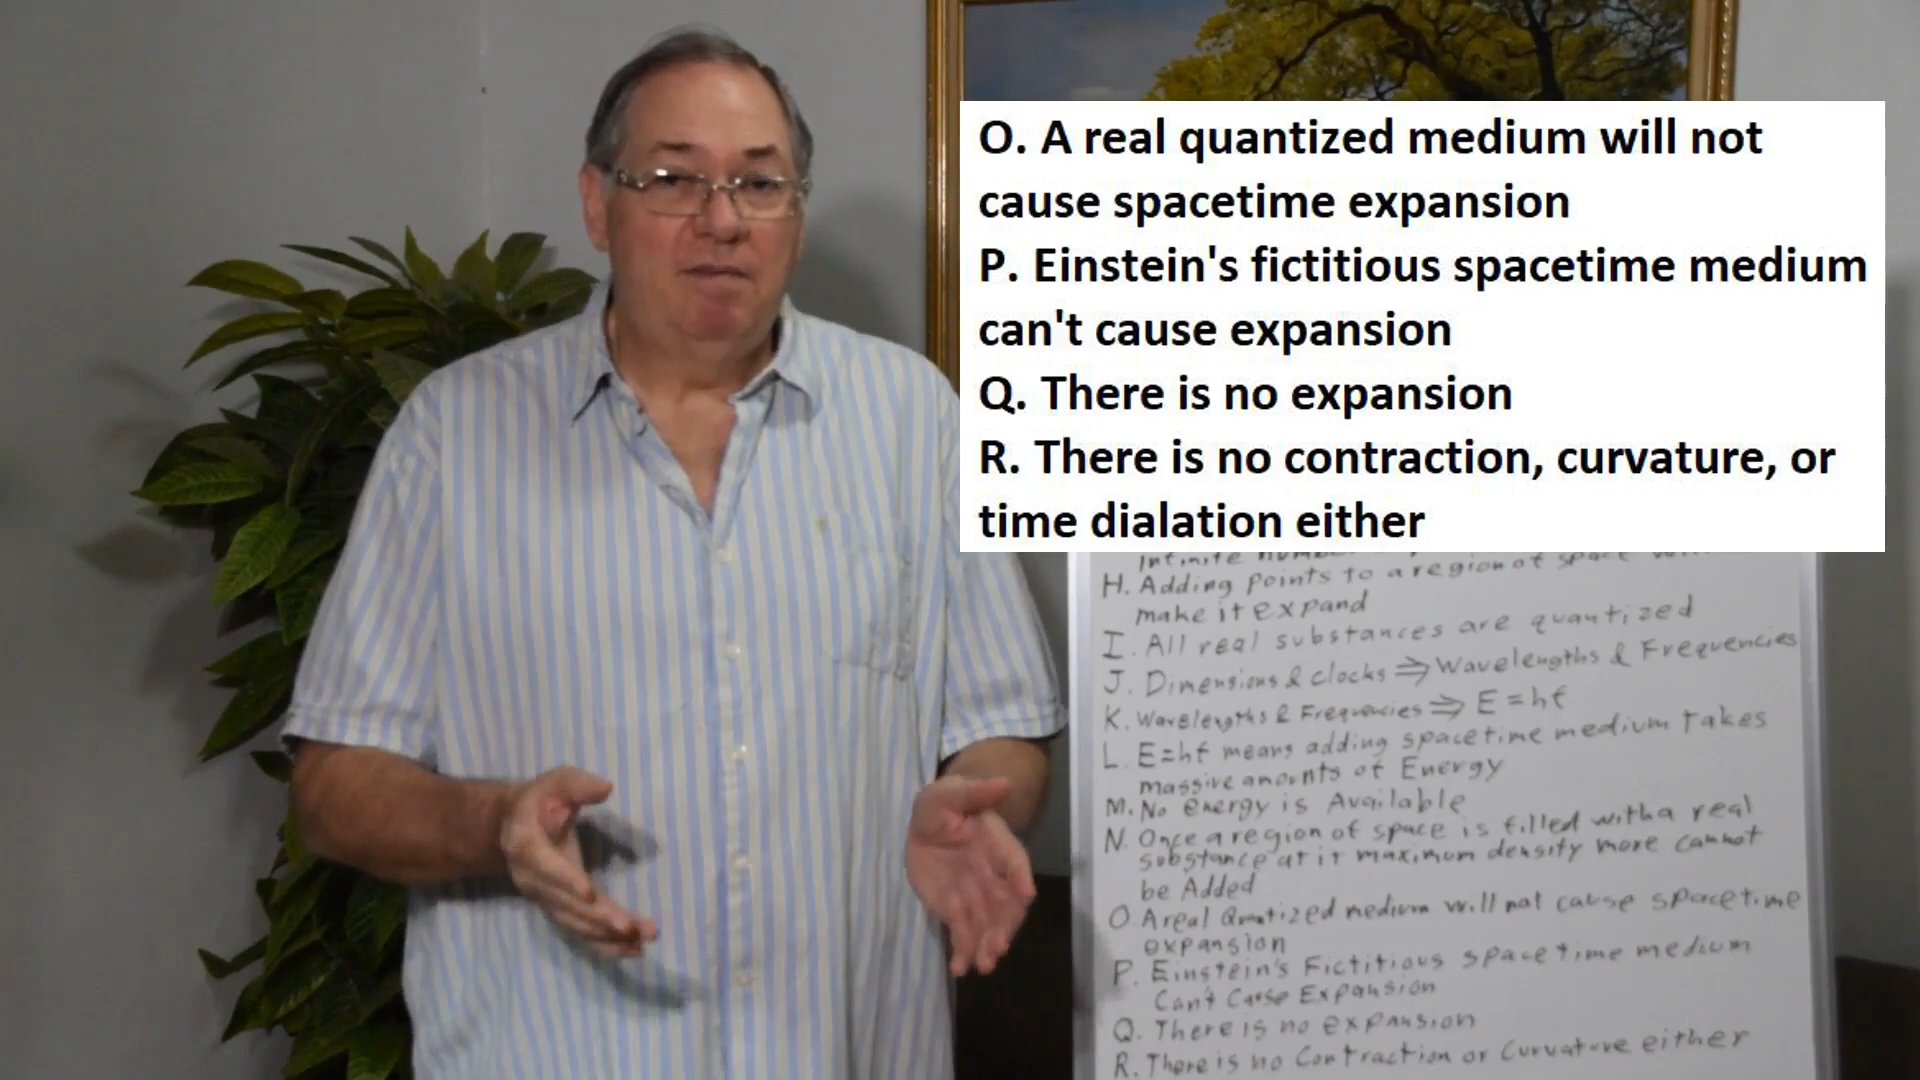 O. A real quantized medium will not
cause spacetime expansion
P. Einstein's fictitious spacetime medium
can't cause expansion
Q. There is no expansion
R. There is no contraction, curvature, or
time dialation either
Infinite
H. Adding points to a region of space
make it expand
I. All real substances are quantized
J. Dimensions & clocks ⇒ Wavelengths & Frequencies
K. Wavelengths & Frequencies ⇒ E = hf
L. E=hf means adding spacetime medium takes
massive amounts of Energy
M. No energy is Available
N. Once a region of space is filled with a real
substance at it maximum density more cannot
be Added
O. A real Quantized medium will not cause spacetime
expansion
P. Einstein's Fictitious spacetime medium
Can't Cause Expansion
Q. There is no expansion
R. There is no Contraction or Curvature either